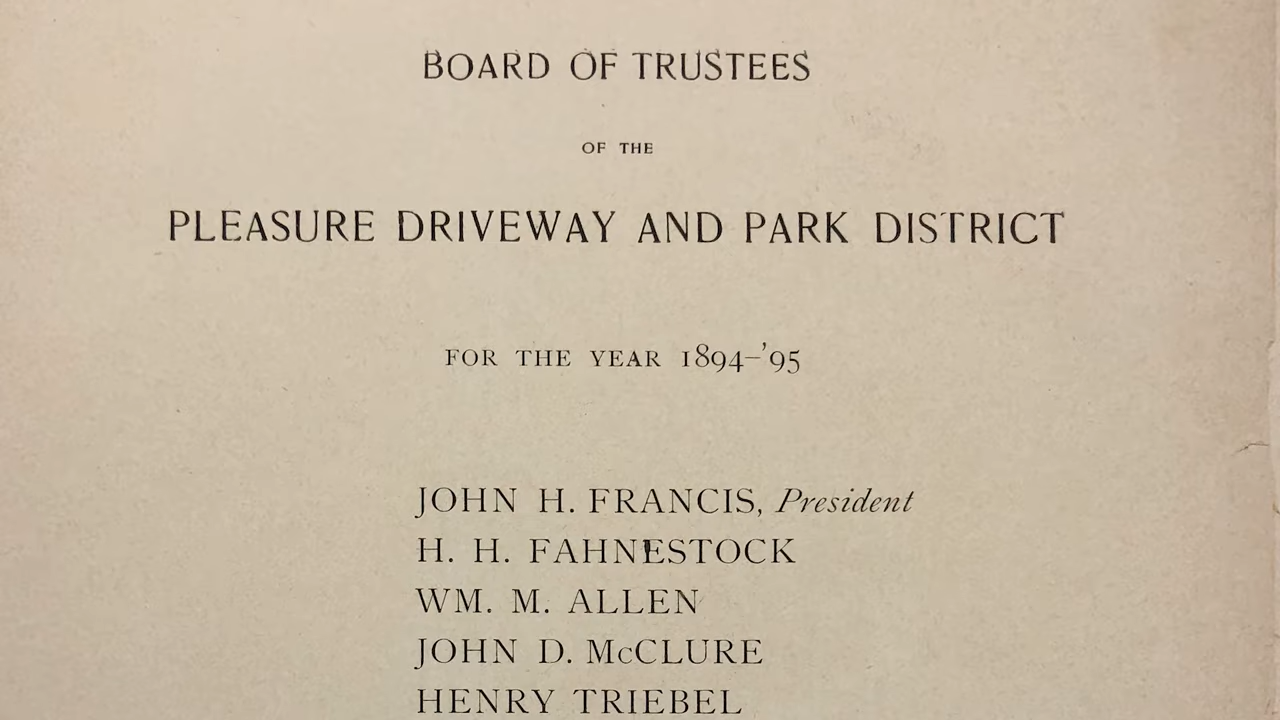 BOARD OF TRUSTEES
OF THE
PLEASURE DRIVEWAY AND PARK DISTRICT
FOR THE YEAR 1894–'95
JOHN H. FRANCIS, President
H. H. FAHNESTOCK
WM. M. ALLEN
JOHN D. McCLURE
HENRY TRIEBEL